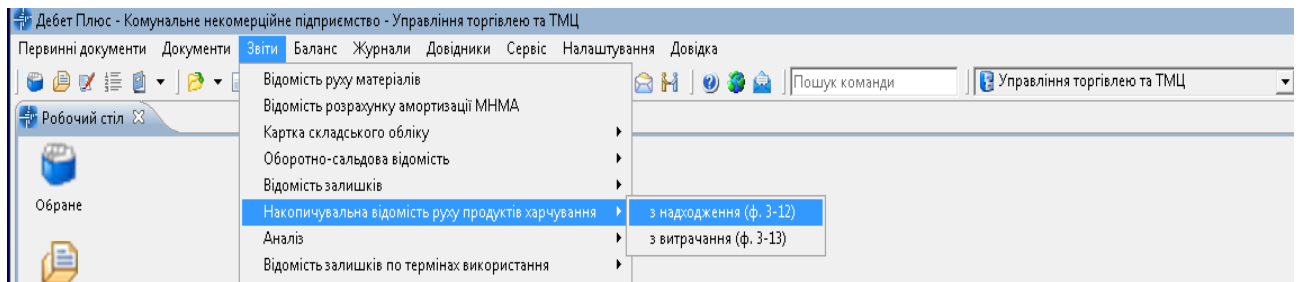 Дебет Плюс - Комунальне некомерційне підприємство - Управління торгівлею та ТМЦ
Первинні документи Документи Звіти Баланс Журнали Довідники Сервіс Налаштування Довідка
Пошук команди Управління торгівлею та ТМЦ
Робочий стіл
Обране
Відомість руху матеріалів
Відомість розрахунку амортизації МНМА
Картка складського обліку
Оборотно-сальдова відомість
Відомість залишків
Накопичувальна відомість руху продуктів харчування
з надходження (ф. З-12)
з витрачання (ф. З-13)
Аналіз
Відомість залишків по термінах використання